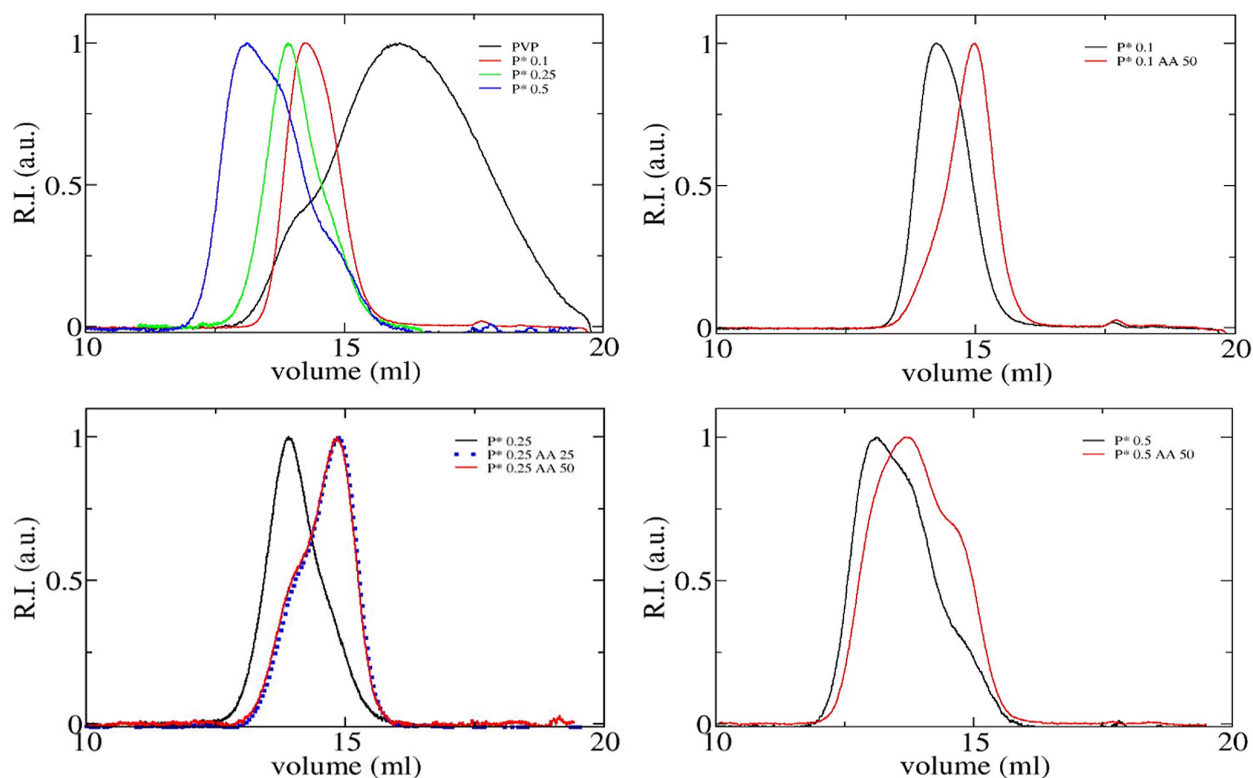 R.I. (a.u.)
1
0.5
0
PVP
P* 0.1
P* 0.25
P* 0.5
10
15
20
volume (ml)
R.I. (a.u.)
1
0.5
0
P* 0.1
P* 0.1 AA 50
10
15
20
volume (ml)
R.I. (a.u.)
1
0.5
0
P* 0.25
P* 0.25 AA 25
P* 0.25 AA 50
10
15
20
volume (ml)
R.I. (a.u.)
1
0.5
0
P* 0.5
P* 0.5 AA 50
10
15
20
volume (ml)